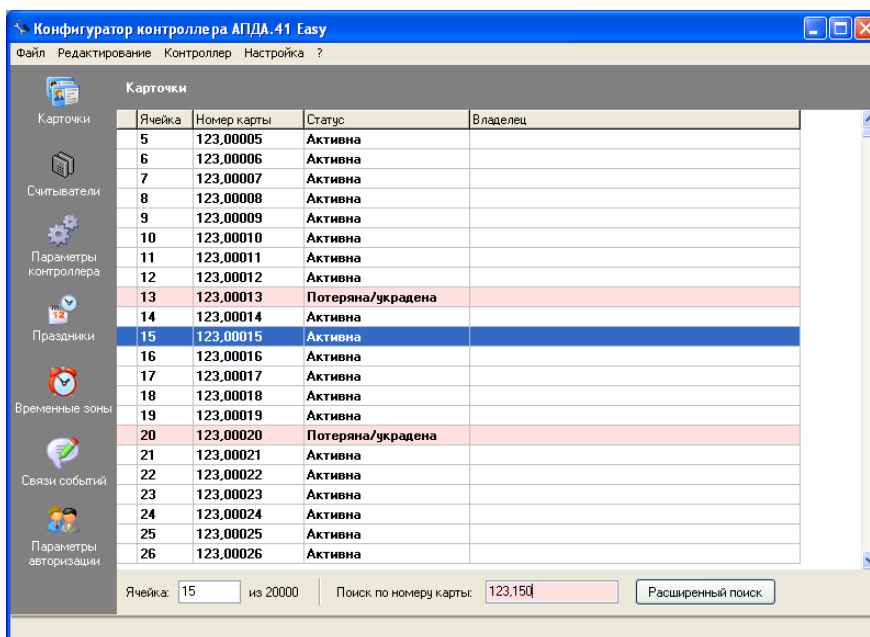 Конфигуратор контроллера АПДА.41 Easy
Файл Редактирование Контроллер Настройка ?
Карточки
Считыватели
Параметры
контроллера
Праздники
12
Временные зоны
Связи событий
Параметры
авторизации
Карточки
Ячейка Номер карты Статус Владелец
5 123,00005 Активна
6 123,00006 Активна
7 123,00007 Активна
8 123,00008 Активна
9 123,00009 Активна
10 123,00010 Активна
11 123,00011 Активна
12 123,00012 Активна
13 123,00013 Потеряна/украдена
14 123,00014 Активна
15 123,00015 Активна
16 123,00016 Активна
17 123,00017 Активна
18 123,00018 Активна
19 123,00019 Активна
20 123,00020 Потеряна/украдена
21 123,00021 Активна
22 123,00022 Активна
23 123,00023 Активна
24 123,00024 Активна
25 123,00025 Активна
26 123,00026 Активна
Ячейка: 15 из 20000 Поиск по номеру карты: 123,150 Расширенный поиск